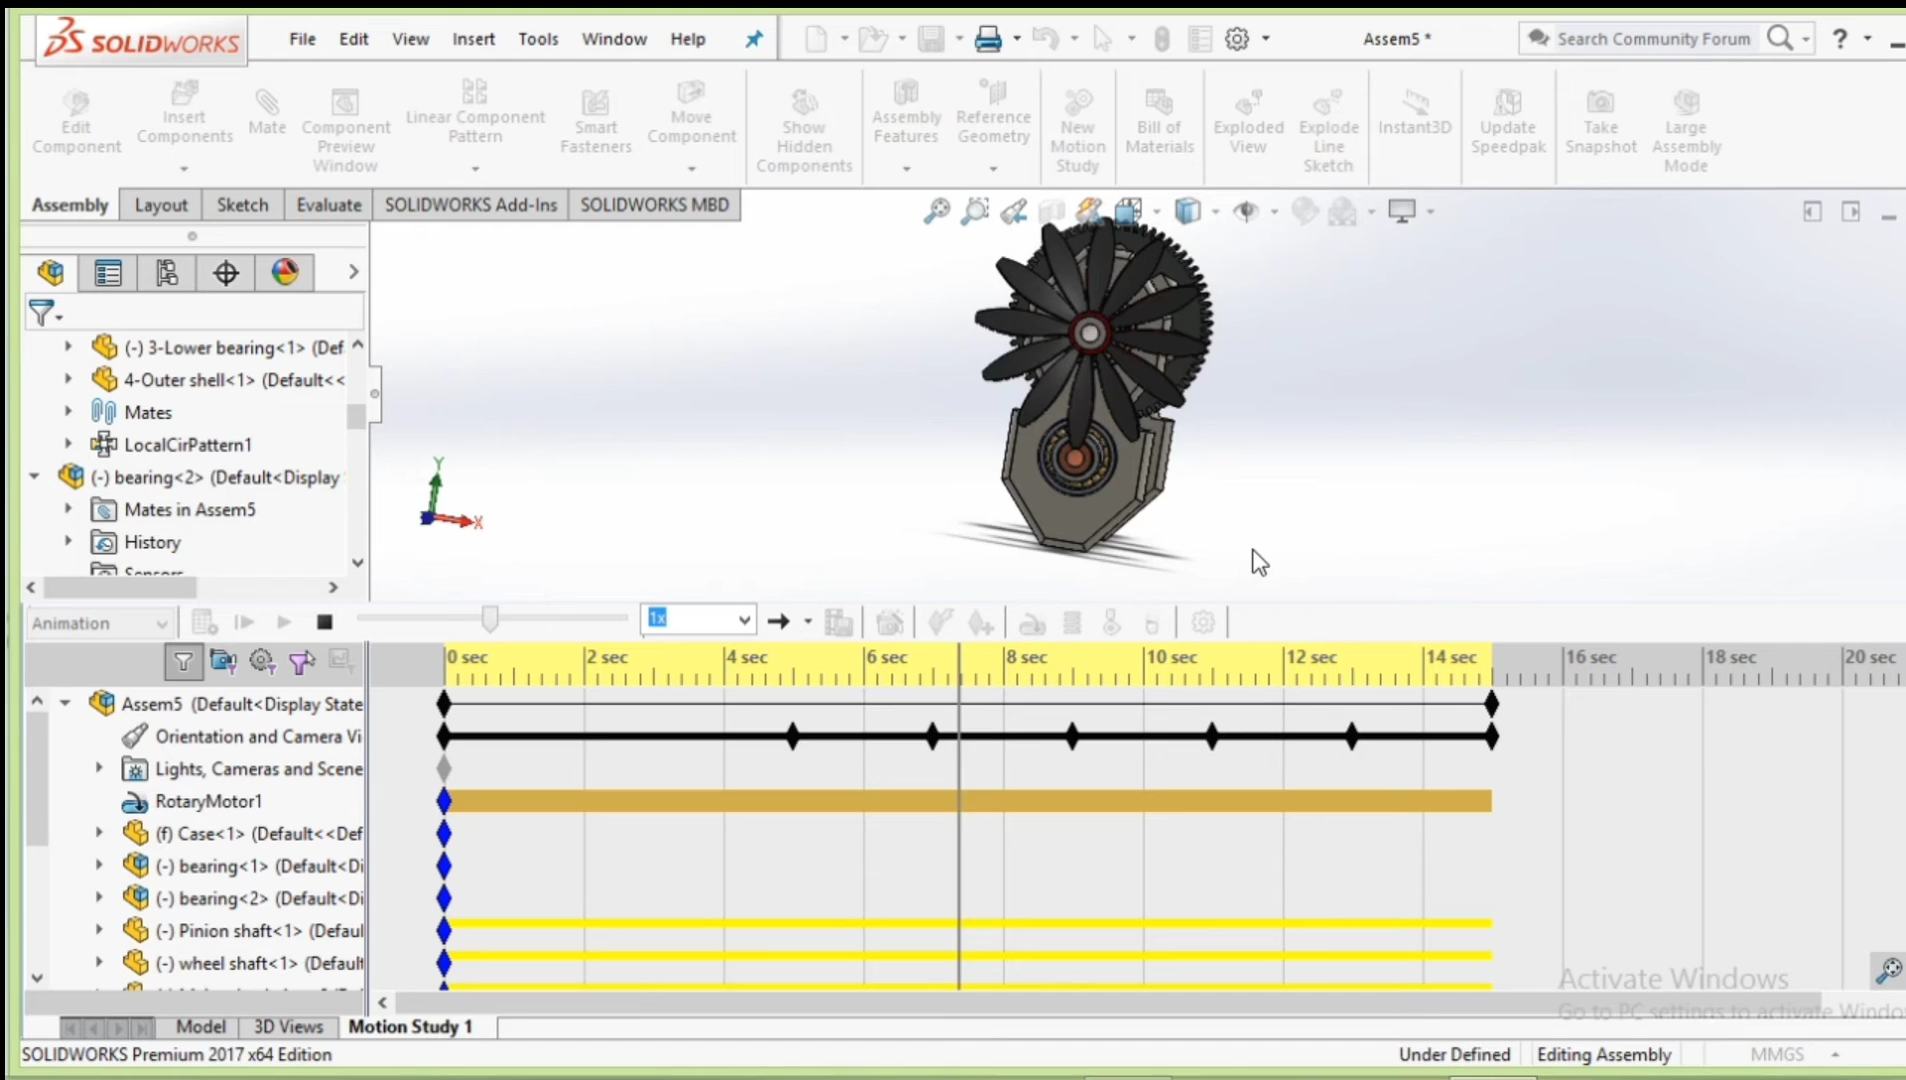 SOLIDWORKS
File Edit View Insert Tools Window Help
Assem5 *
Search Community Forum
?
Edit Component
Insert Components
Mate
Component Preview Window
Linear Component Pattern
Smart Fasteners
Move Component
Show Hidden Components
Assembly Features
Reference Geometry
New Motion Study
Bill of Materials
Exploded View
Explode Line Sketch
Instant3D
Update Speedpak
Take Snapshot
Large Assembly Mode
Assembly Layout Sketch Evaluate SOLIDWORKS Add-Ins SOLIDWORKS MBD
(-) 3-Lower bearing<1> (Def
4-Outer shell<1> (Default<<
Mates
LocalCirPattern1
(-) bearing<2> (Default<Display
Mates in Assem5
History
Sensors
Y
X
Animation
1x
0 sec 2 sec 4 sec 6 sec 8 sec 10 sec 12 sec 14 sec 16 sec 18 sec 20 sec
Assem5 (Default<Display State
Orientation and Camera Vi
Lights, Cameras and Scene
RotaryMotor1
(f) Case<1> (Default<<Def
(-) bearing<1> (Default<Di
(-) bearing<2> (Default<Di
(-) Pinion shaft<1> (Defaul
(-) wheel shaft<1> (Default
Activate Windows
Go to PC settings to activate Windo
Model 3D Views Motion Study 1
SOLIDWORKS Premium 2017 x64 Edition
Under Defined Editing Assembly MMGS